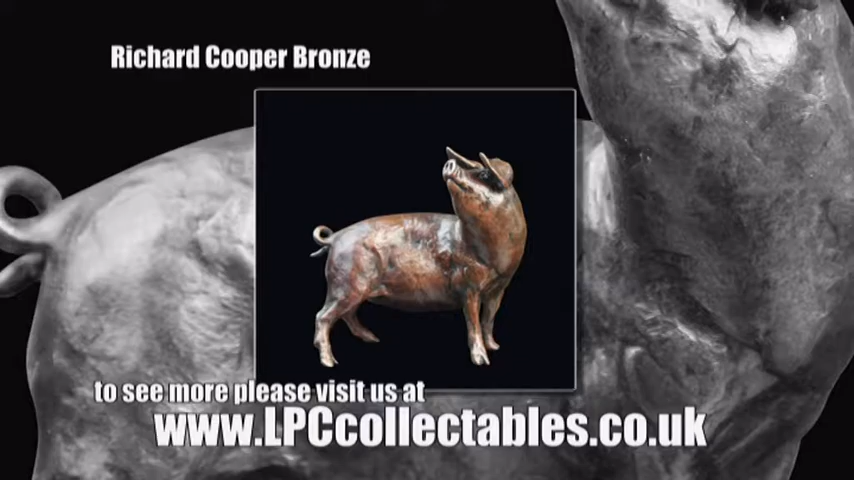 Richard Cooper Bronze
to see more please visit us at
www.LPCcollectables.co.uk